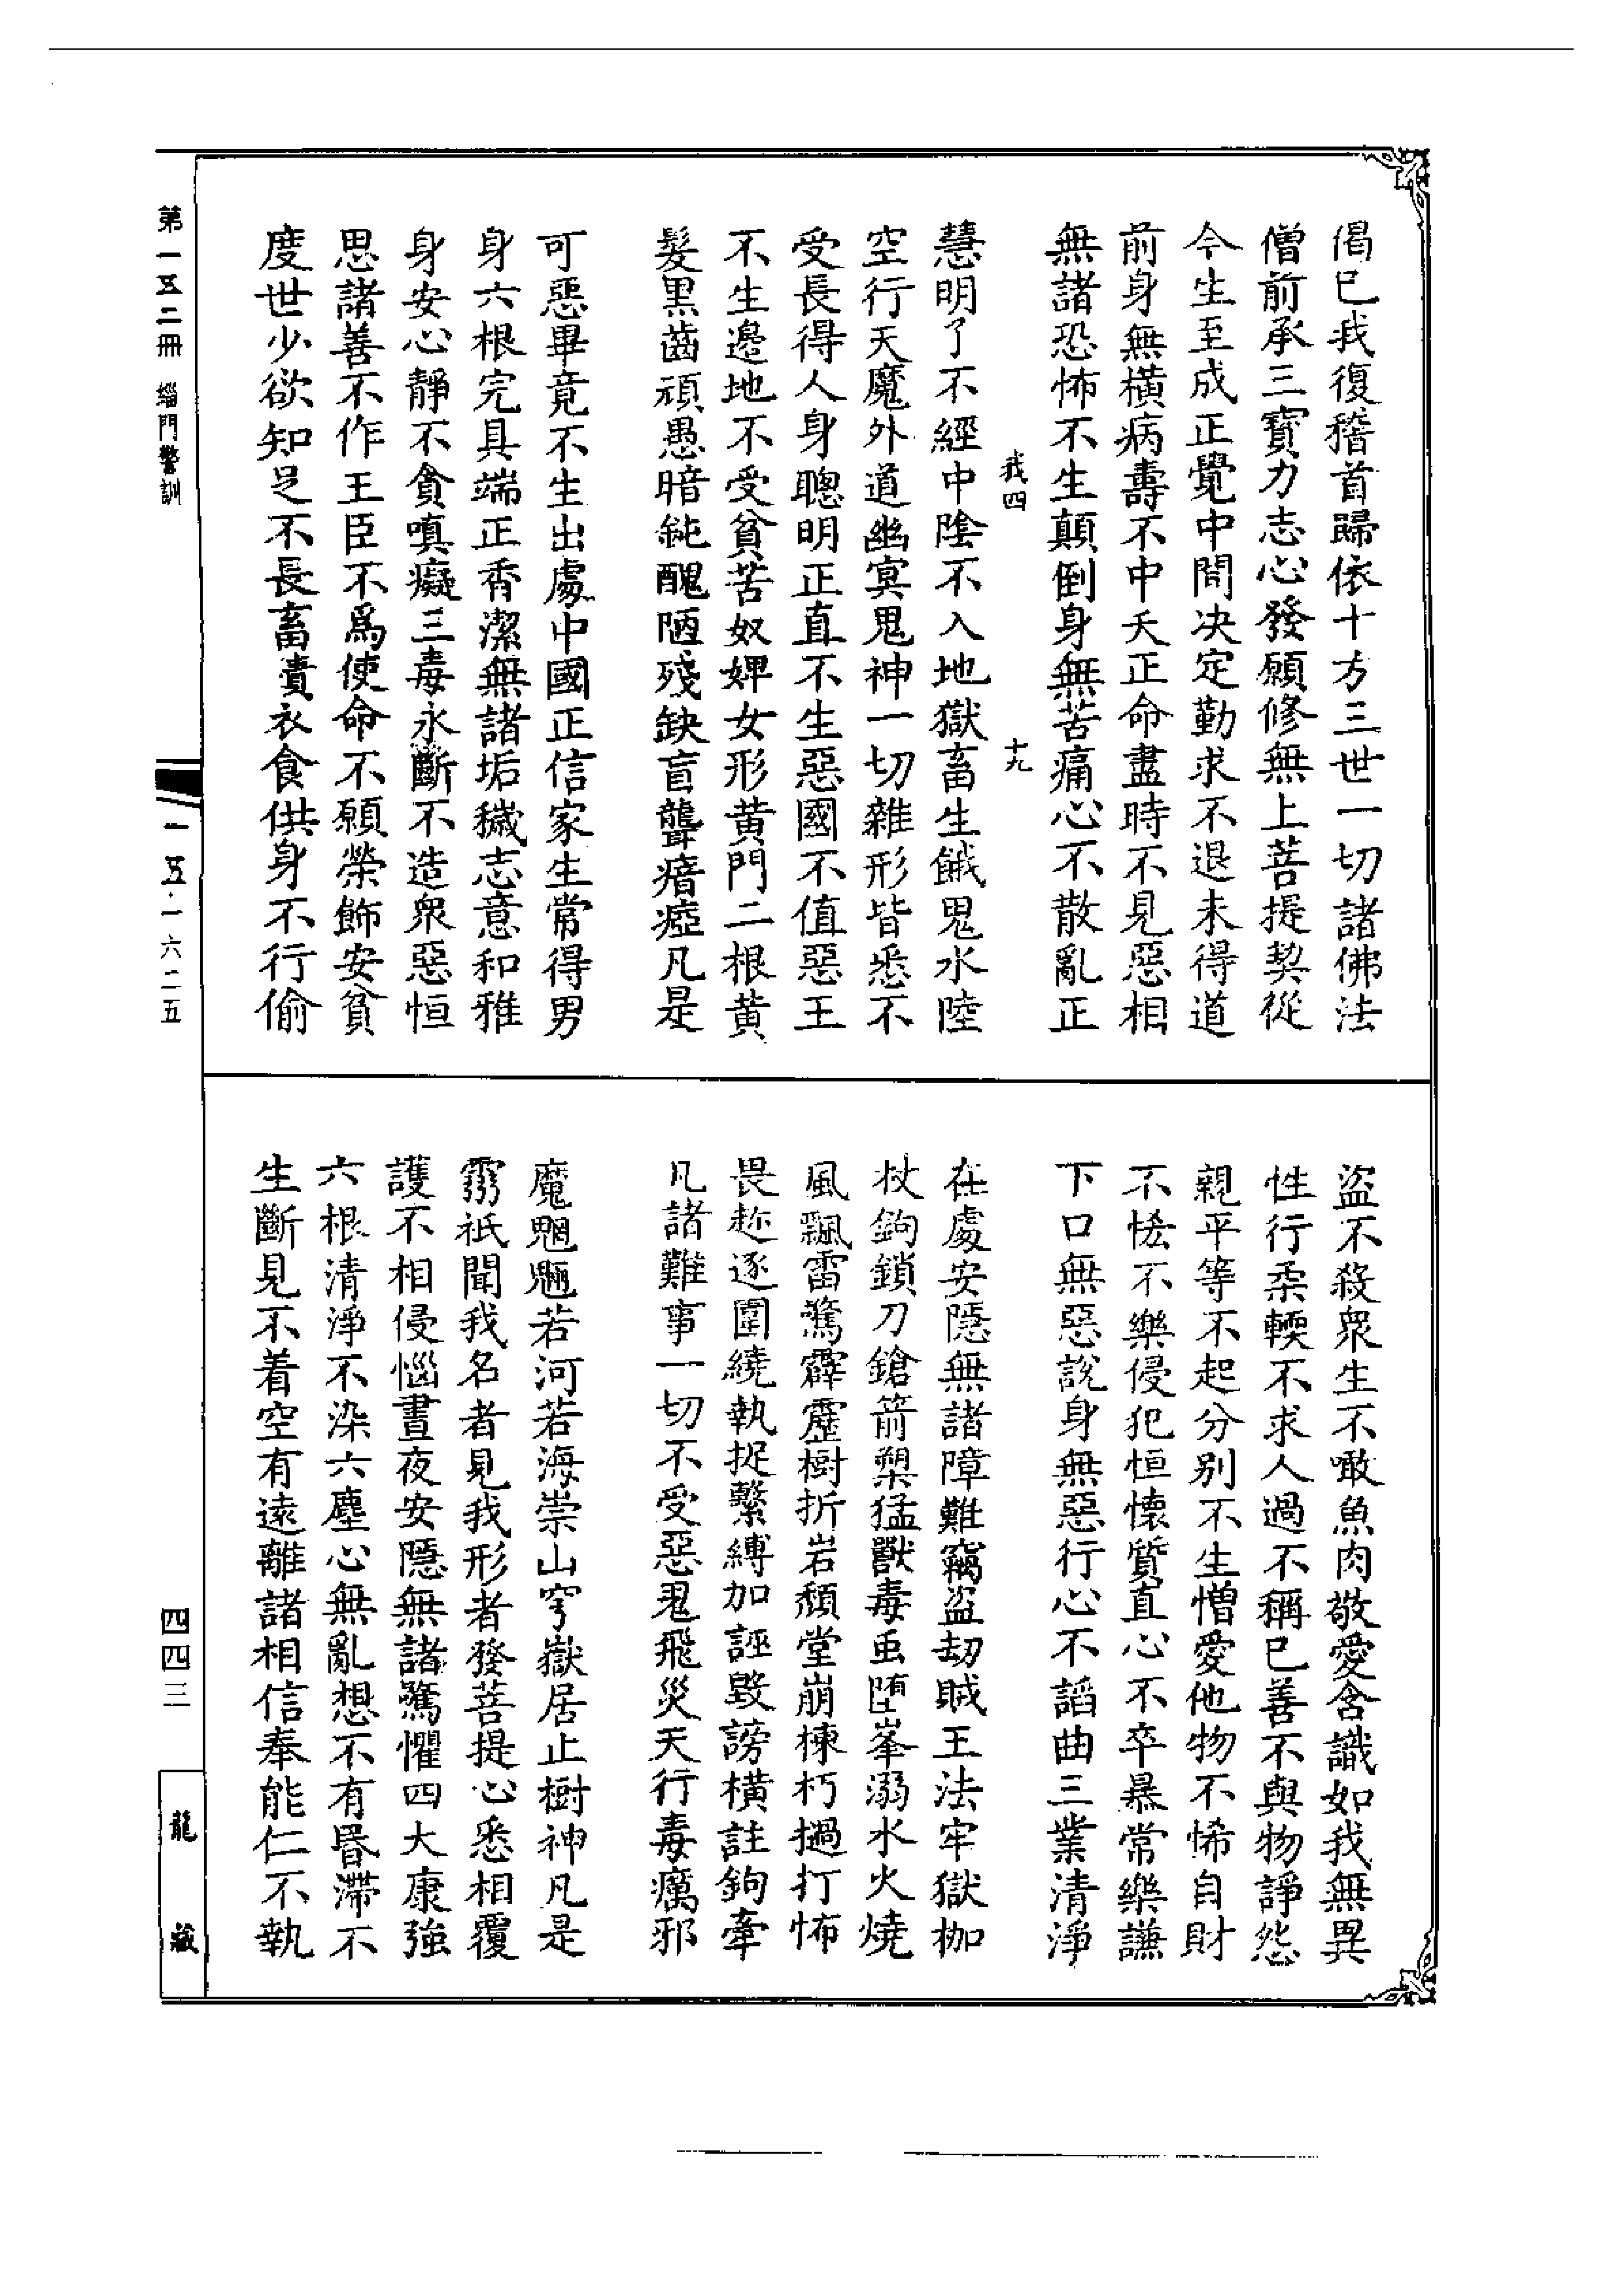 偈巳我復稽首歸依十方三世一切諸佛法
僧前承三寶力志心發願修無上菩提契從
今生至成正覺中間决定勤求不退未得道
前身無橫病壽不中夭正命盡時不見惡相
無諸恐怖不生顛倒身無苦痛心不散亂正
我四 十九
慧明了不經中陰不入地獄畜生餓鬼水陸
空行天魔外道幽冥鬼神一切雜形皆悉不
受長得人身聰明正直不生惡國不值惡王
不生邊地不受貧苦奴婢女形黃門二根黃
髮黑齒頑愚暗鈍醜陋殘缺盲聾瘖瘂凡是
可惡畢竟不生出處中國正信家生常得男
身六根完具端正香潔無諸垢穢志意和雅
身安心靜不貪嗔癡三毒永斷不造衆惡恒
思諸善不作王臣不爲使命不願榮飾安貧
度世少欲知足不長畜賣衣食供身不行偷
盜不殺衆生不噉魚肉敬愛含識如我無異
性行柔輭不求人過不稱巳善不與物諍怨
親平等不起分别不生憎愛他物不悕自財
不恡不樂侵犯恒懷質直心不卒暴常樂謙
下口無惡説身無惡行心不諂曲三業清淨
在處安隱無諸障難竊盜劫賊王法牢獄枷
杖鉤鎖刀鎗箭槊猛獸毒虫墮峯溺水火燒
風飄雷驚霹靂樹折岩頹堂崩棟朽撾打怖
畏趂逐圍繞執捉繫縛加誣毀謗橫註鉤牽
凡諸難事一切不受惡鬼飛災天行毒癘邪
魔魍魎若河若海崇山穹嶽居止樹神凡是
靈祇聞我名者見我形者發菩提心悉相覆
護不相侵惱晝夜安隱無諸驚懼四大康強
六根清淨不染六塵心無亂想不有昏滯不
生斷見不着空有遠離諸相信奉能仁不執
第一五二冊 緇門警訓
一五·一六二五
四四三
龍藏